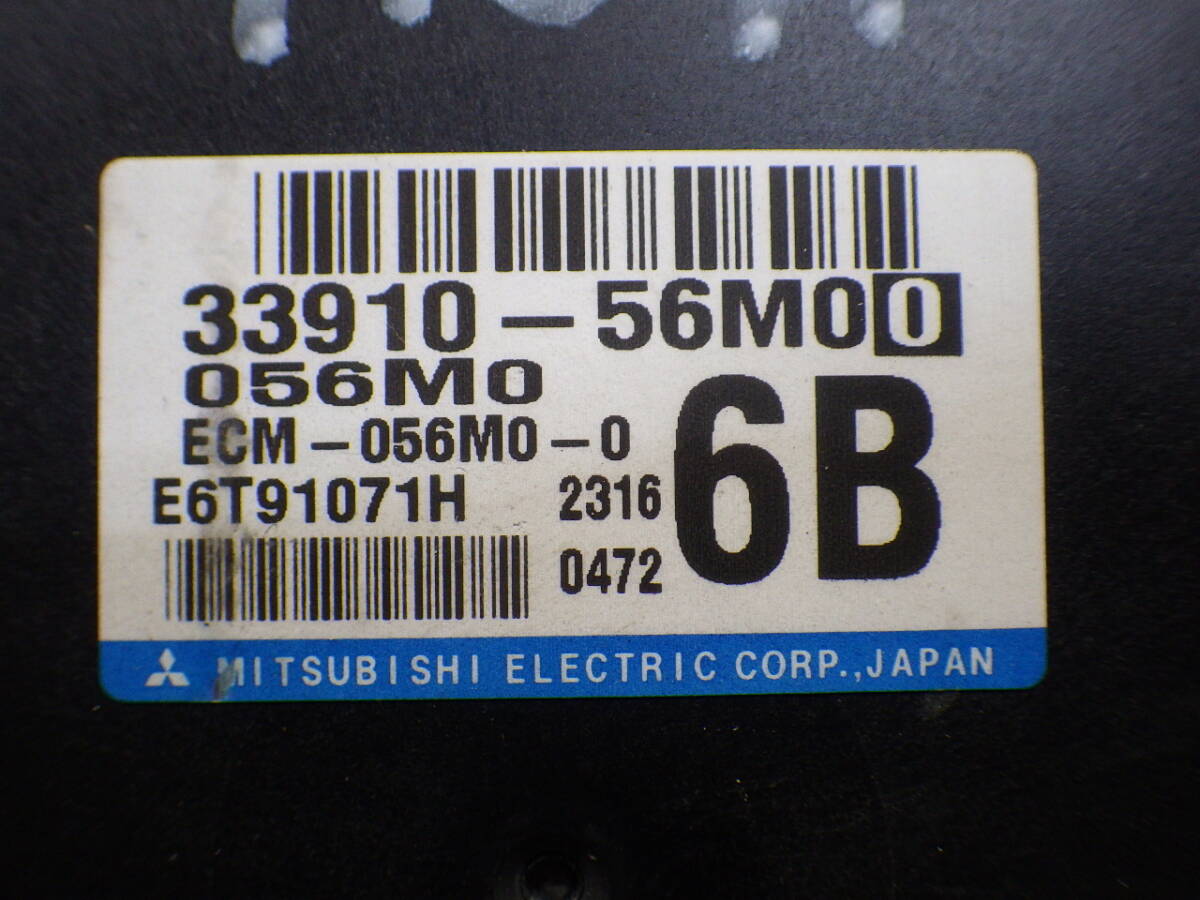 33910-56M00
056M0
ECM-056M0-0
6B
E6T91071H 2316
0472
MITSUBISHI ELECTRIC CORP.,JAPAN